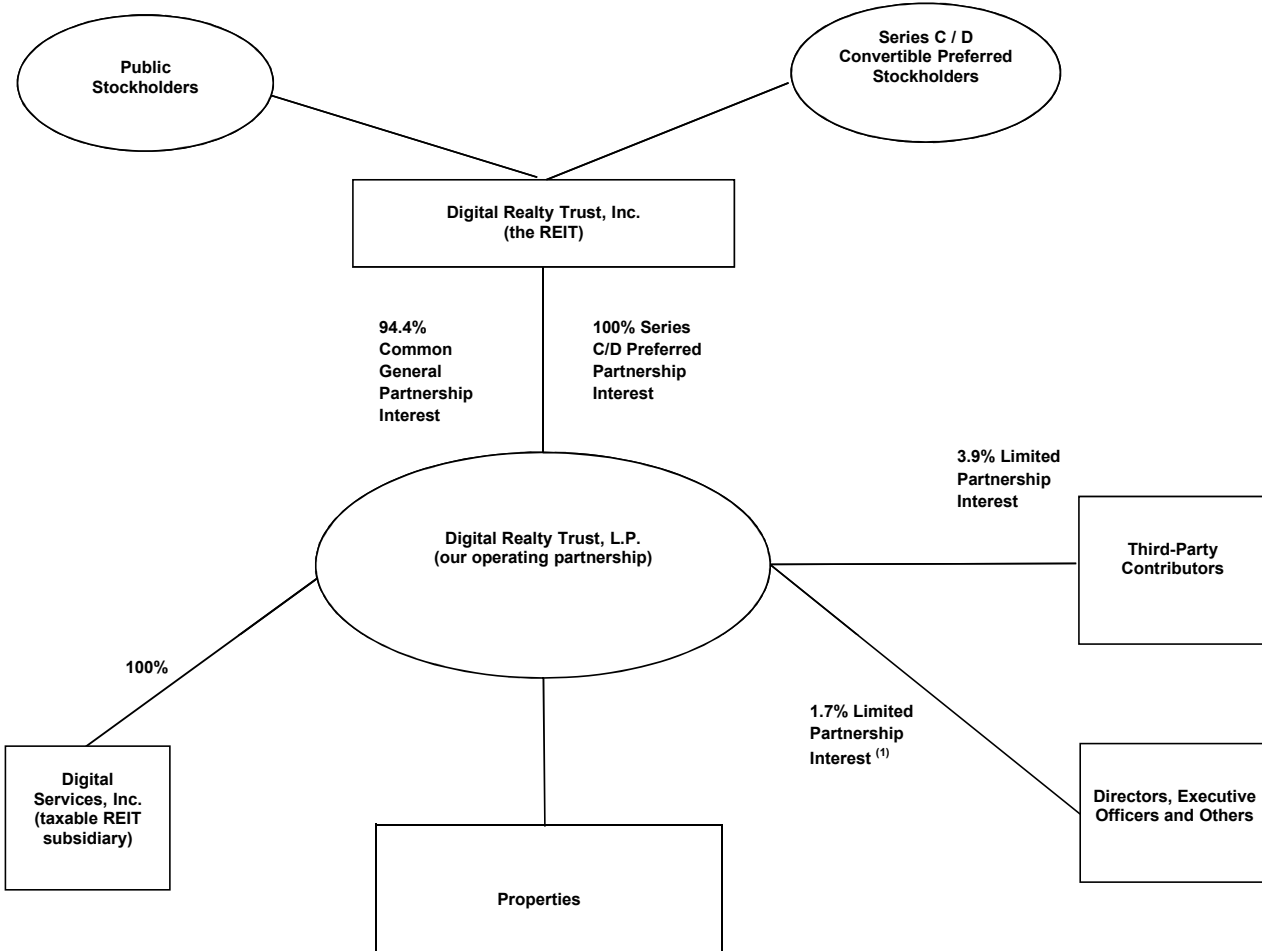 Public
Stockholders
Series C / D
Convertible Preferred
Stockholders
Digital Realty Trust, Inc.
(the REIT)
94.4%
Common
General
Partnership
Interest
100% Series
C/D Preferred
Partnership
Interest
3.9% Limited
Partnership
Interest
Digital Realty Trust, L.P.
(our operating partnership)
Third-Party
Contributors
100%
1.7% Limited
Partnership
Interest (1)
Digital
Services, Inc.
(taxable REIT
subsidiary)
Directors, Executive
Officers and Others
Properties